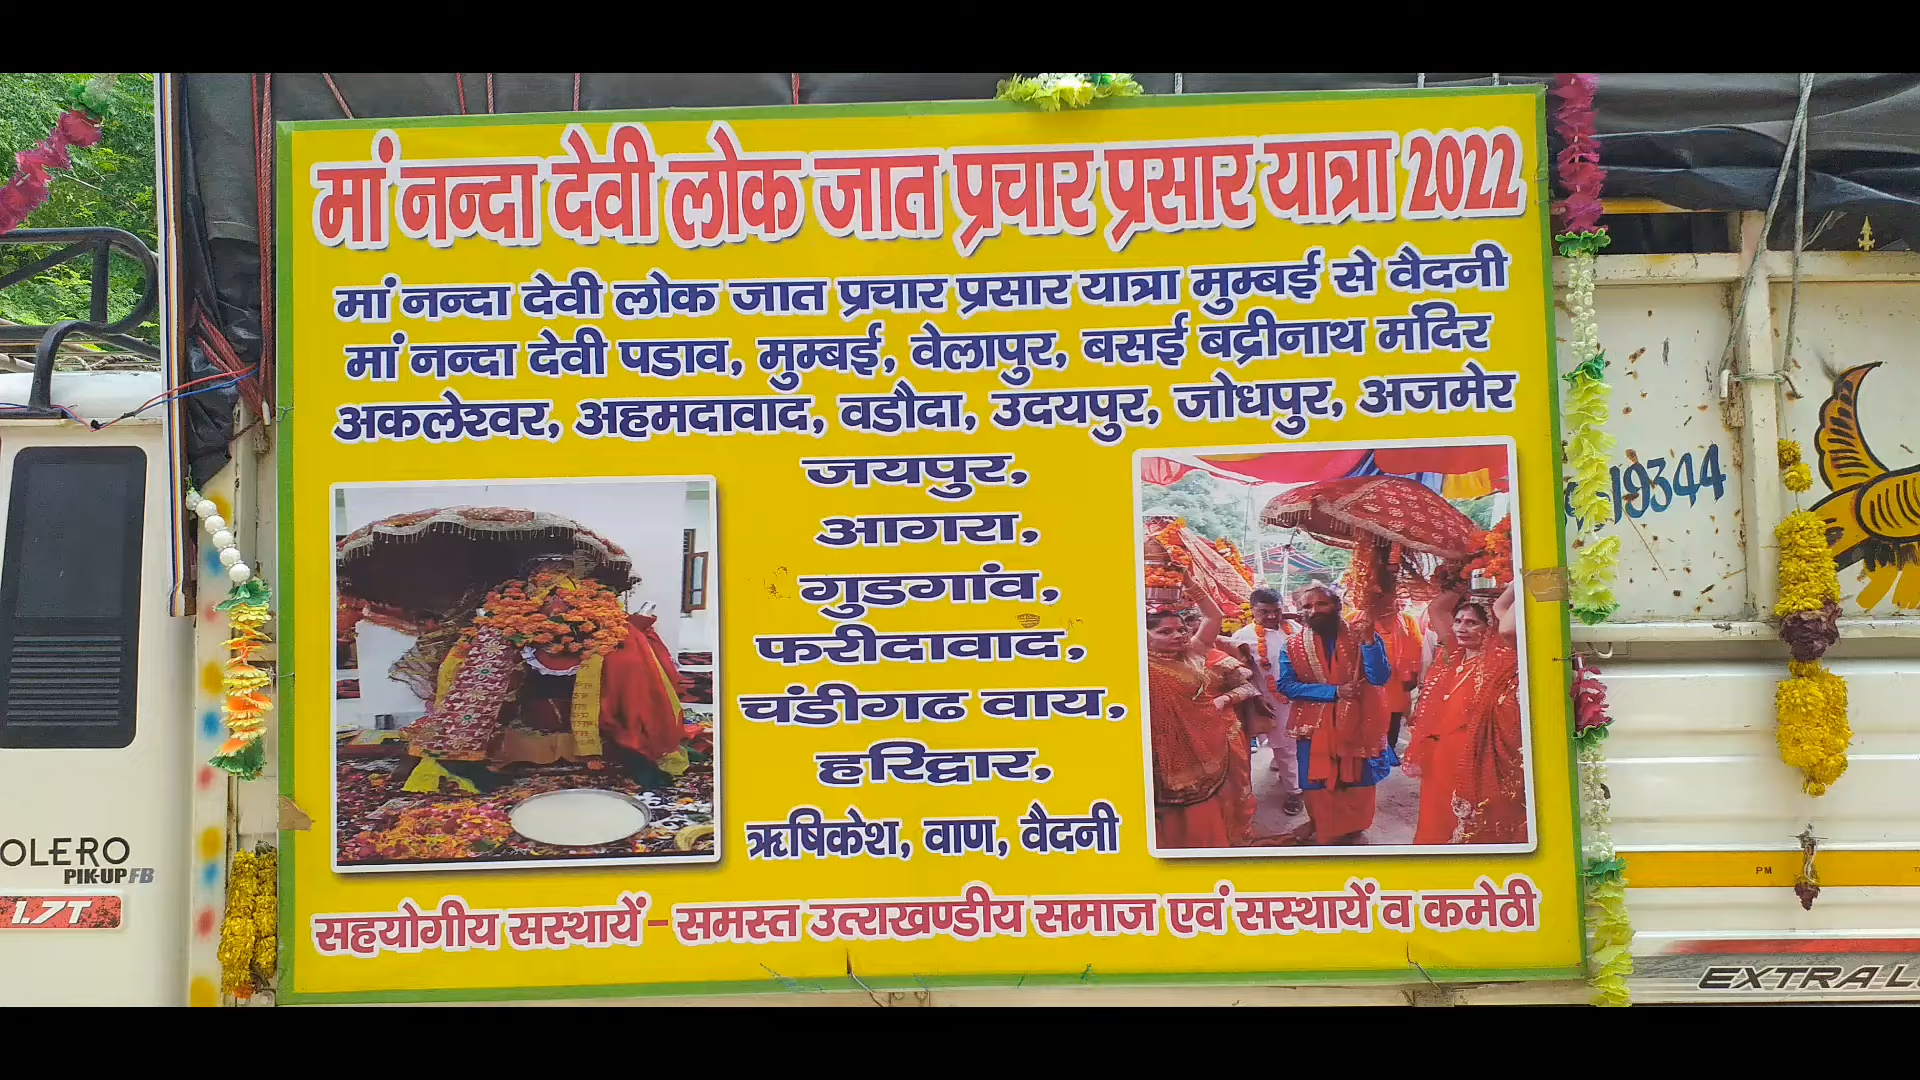 मां नन्दा देवी लोक जात प्रचार प्रसार यात्रा 2022
मां नन्दा देवी लोक जात प्रचार प्रसार यात्रा मुम्बई से वैदनी
मां नन्दा देवी पडाव, मुम्बई, वेलापुर, बसई बद्रीनाथ मंदिर
अकलेश्वर, अहमदावाद, वडौदा, उदयपुर, जोधपुर, अजमेर
जयपुर,
आगरा,
गुडगांव,
फरीदावाद,
चंडीगढ वाय,
हरिद्वार,
ऋषिकेश, वाण, वैदनी
सहयोगीय सस्थायें - समस्त उत्राखण्डीय समाज एवं सस्थायें व कमेठी
OLERO
PIK-UP FB
1.7T
19344
PM
EXTRA L